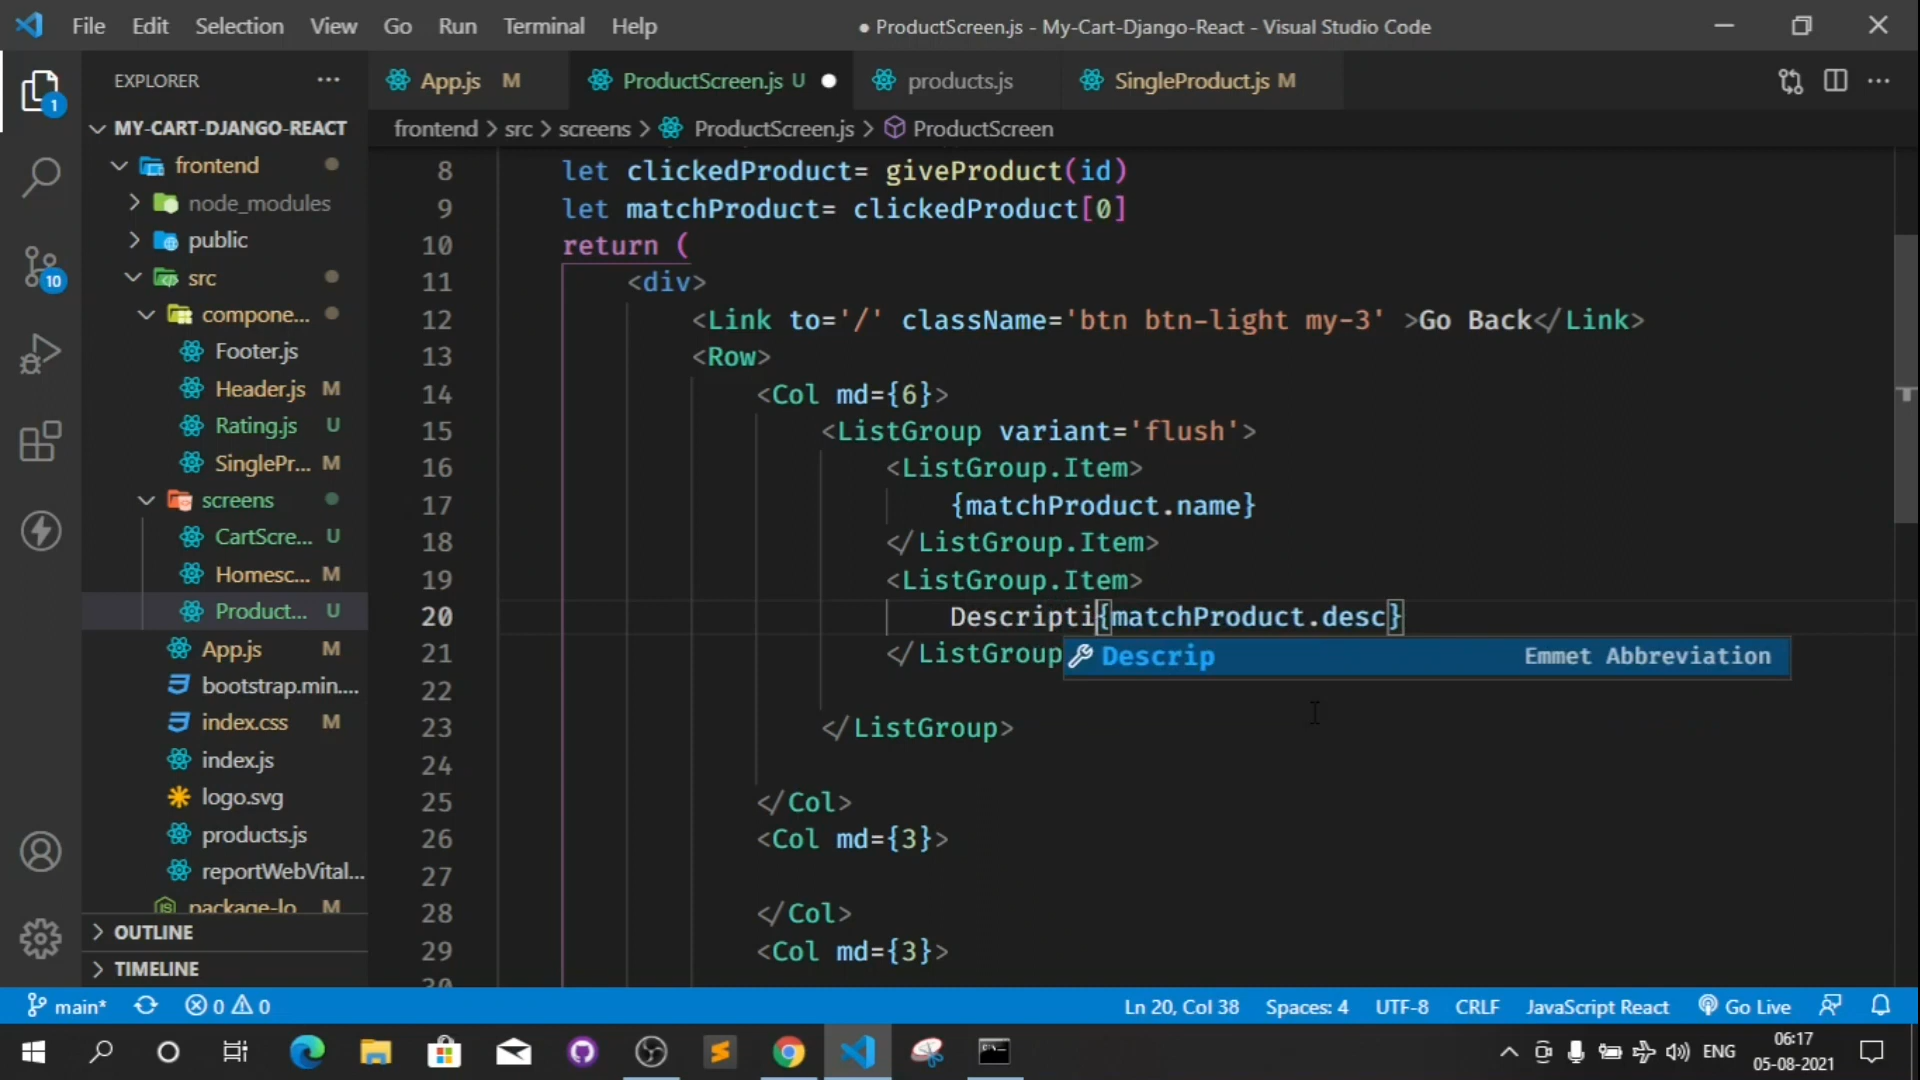 File Edit Selection View Go Run Terminal Help
● ProductScreen.js - My-Cart-Django-React - Visual Studio Code
EXPLORER ···
App.js M ProductScreen.js U products.js SingleProduct.js M
frontend > src > screens > ProductScreen.js > ProductScreen
MY-CART-DJANGO-REACT
frontend
node_modules
public
src
compone...
Footer.js
Header.js M
Rating.js U
SinglePr... M
screens
CartScre... U
Homesc... M
Product... U
App.js M
bootstrap.min....
index.css M
index.js
logo.svg
products.js
reportWebVital...
package-lo M
OUTLINE
TIMELINE
1
10
8 let clickedProduct= giveProduct(id)
9 let matchProduct= clickedProduct[0]
10 return (
11 <div>
12 <Link to='/' className='btn btn-light my-3' >Go Back</Link>
13 <Row>
14 <Col md={6}>
15 <ListGroup variant='flush'>
16 <ListGroup.Item>
17 {matchProduct.name}
18 </ListGroup.Item>
19 <ListGroup.Item>
20 Descripti{matchProduct.desc}
21 </ListGroup
Descrip Emmet Abbreviation
22
23 </ListGroup>
24
25 </Col>
26 <Col md={3}>
27
28 </Col>
29 <Col md={3}>
30
main* 0 0 Ln 20, Col 38 Spaces: 4 UTF-8 CRLF JavaScript React Go Live
ENG 06:17
05-08-2021